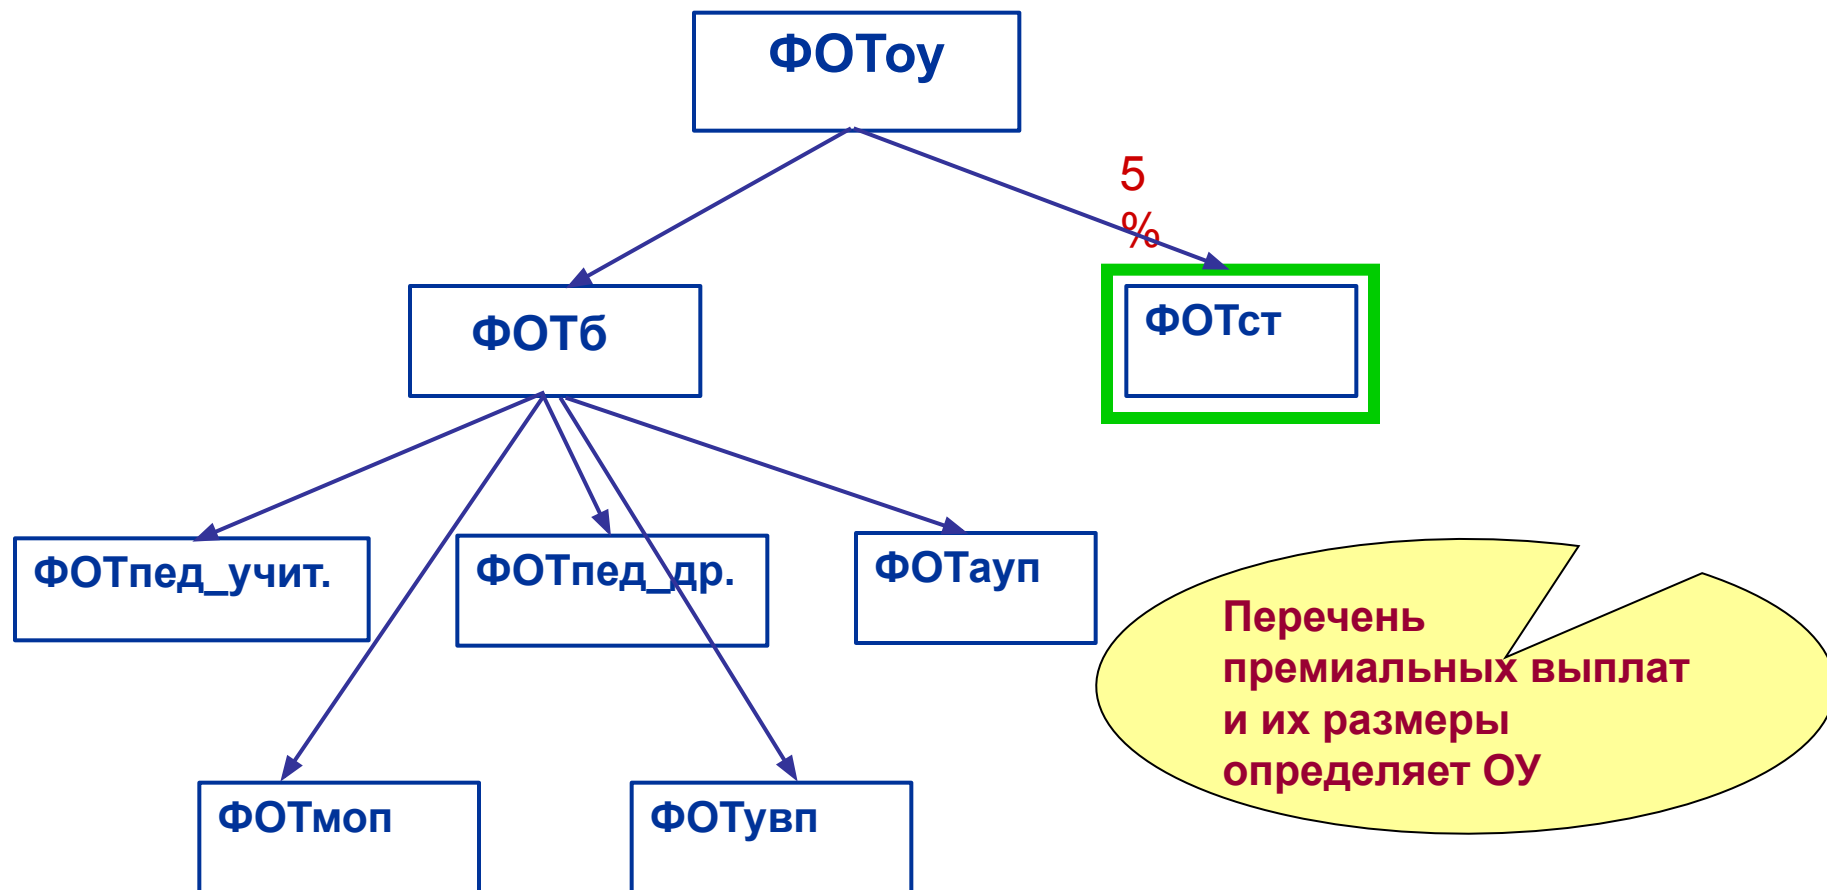 ФОТоу
5
%
ФОТб
ФОТст
ФОТпед_учит.
ФОТпед_др.
ФОТауп
Перечень
премиальных выплат
и их размеры
определяет ОУ
ФОТмоп
ФОТувп